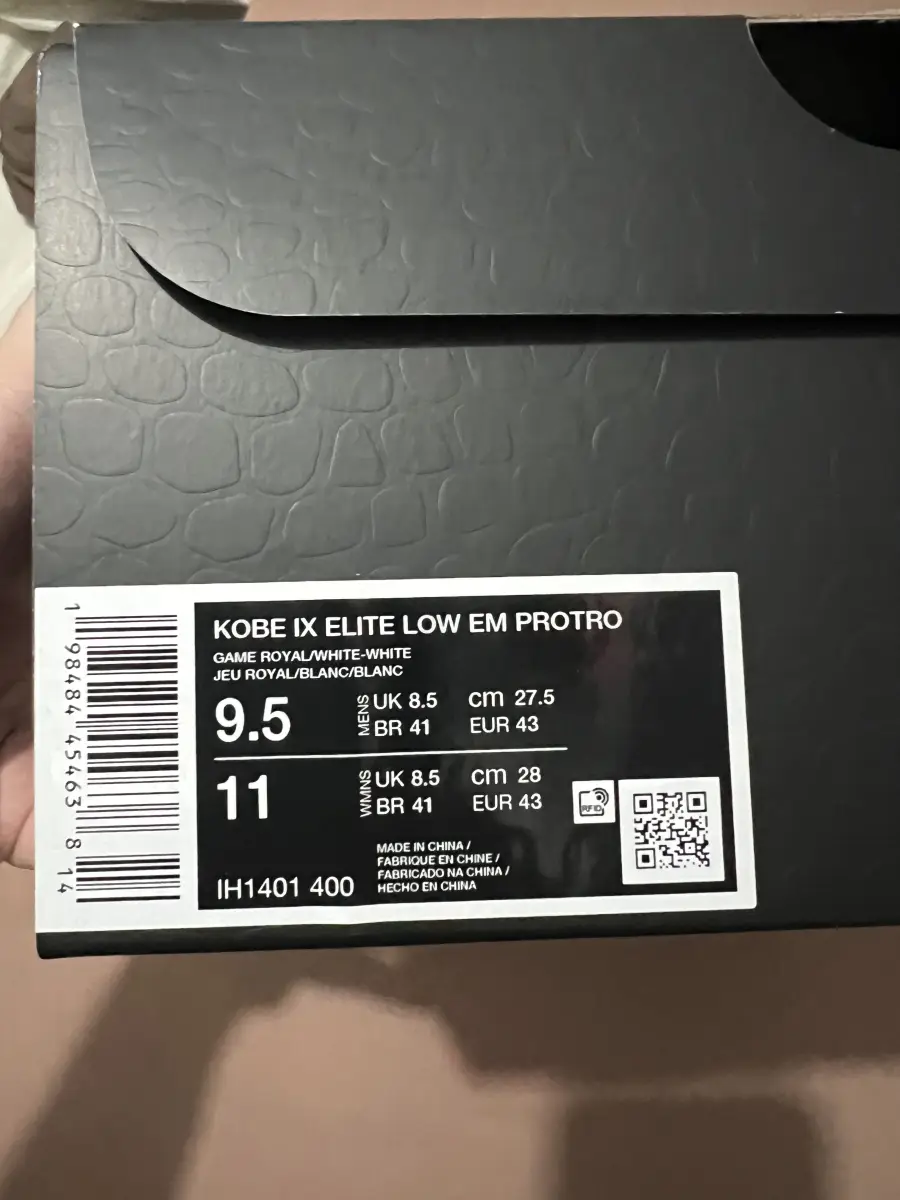 KOBE IX ELITE LOW EM PROTRO
GAME ROYAL/WHITE-WHITE
JEU ROYAL/BLANC/BLANC
9.5
MENS
UK 8.5 cm 27.5
BR 41 EUR 43
11
WMNS
UK 8.5 cm 28
BR 41 EUR 43
RFID
MADE IN CHINA /
FABRIQUE EN CHINE /
FABRICADO NA CHINA /
HECHO EN CHINA
IH1401 400
1 98484 45463 8 14